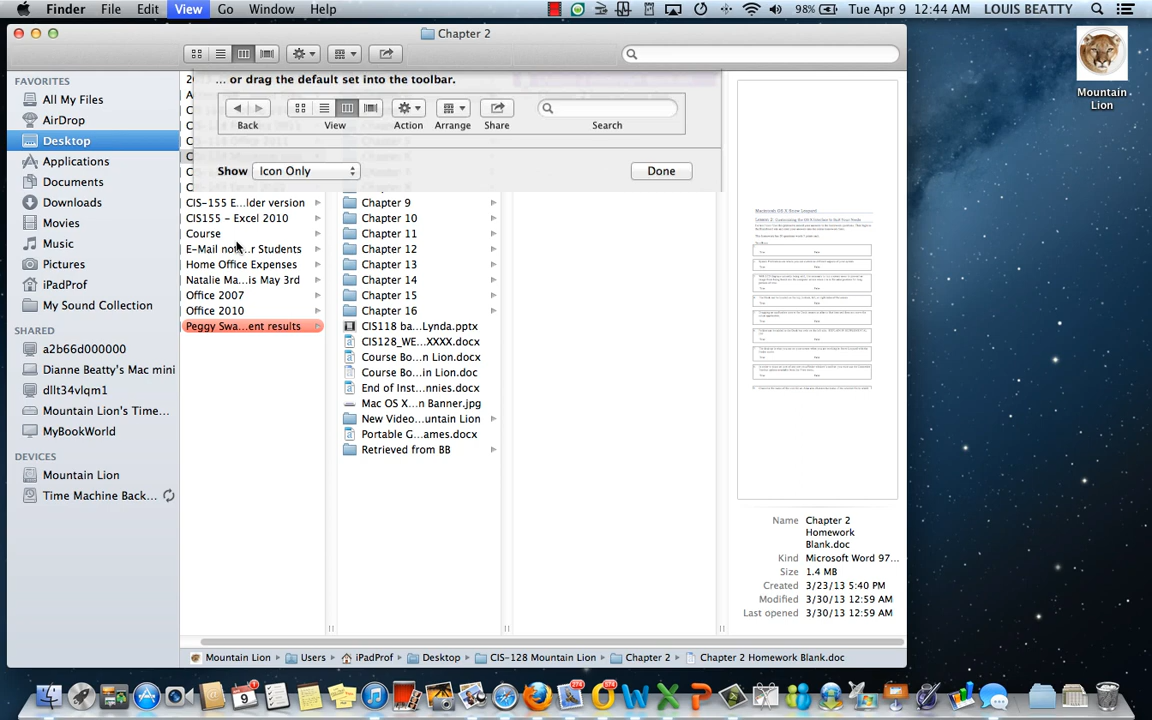 Finder File Edit View Go Window Help 98% Tue Apr 9 12:44 AM LOUIS BEATTY
Chapter 2
FAVORITES
All My Files
AirDrop
Desktop
Applications
Documents
Downloads
Movies
Music
Pictures
iPadProf
My Sound Collection
SHARED
a2b66d000000
Dianne Beatty's Mac mini
dllt34vlqm1
Mountain Lion's Time...
MyBookWorld
DEVICES
Mountain Lion
Time Machine Back...
... or drag the default set into the toolbar.
Back View Action Arrange Share Search
Show Icon Only Done
CIS-155 E...lder version
CIS155 - Excel 2010
Course
E-Mail not...r Students
Home Office Expenses
Natalie Ma...is May 3rd
Office 2007
Office 2010
Peggy Swa...ent results
Chapter 9
Chapter 10
Chapter 11
Chapter 12
Chapter 13
Chapter 14
Chapter 15
Chapter 16
CIS118 ba...Lynda.pptx
CIS128_WE...XXXX.docx
Course Bo...n Lion.docx
Course Bo...in Lion.doc
End of Inst...nnies.docx
Mac OS X...n Banner.jpg
New Video...untain Lion
Portable G...ames.docx
Retrieved from BB
Name Chapter 2
Homework
Blank.doc
Kind Microsoft Word 97...
Size 1.4 MB
Created 3/23/13 5:40 PM
Modified 3/30/13 12:59 AM
Last opened 3/30/13 12:59 AM
Mountain Lion Users iPadProf Desktop CIS-128 Mountain Lion Chapter 2 Chapter 2 Homework Blank.doc
Mountain
Lion